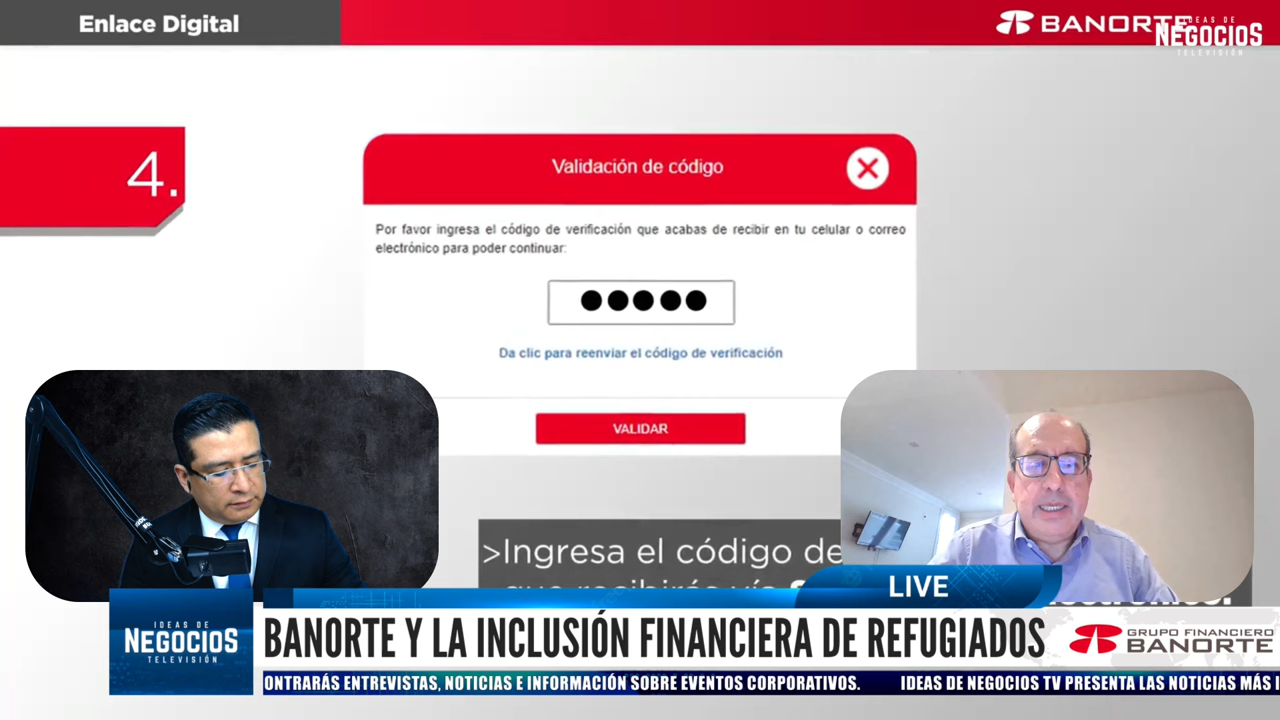 Enlace Digital
BANORTE
IDEAS DE
NEGOCIOS
TELEVISIÓN
4.
Validación de código
Por favor ingresa el código de verificación que acabas de recibir en tu celular o correo
electrónico para poder continuar:
Da clic para reenviar el código de verificación
VALIDAR
>Ingresa el código de
que recibirás vía
LIVE
IDEAS DE
NEGOCIOS
TELEVISIÓN
BANORTE Y LA INCLUSIÓN FINANCIERA DE REFUGIADOS
GRUPO FINANCIERO
BANORTE
ONTRARÁS ENTREVISTAS, NOTICIAS E INFORMACIÓN SOBRE EVENTOS CORPORATIVOS. IDEAS DE NEGOCIOS TV PRESENTA LAS NOTICIAS MÁS I